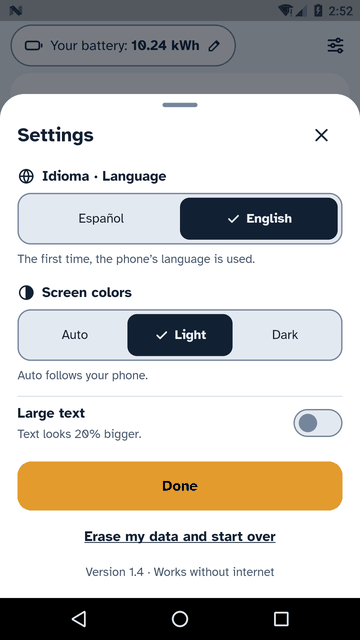 2:52
Your battery: 10.24 kWh
Settings
Idioma · Language
Español
English
The first time, the phone's language is used.
Screen colors
Auto
Light
Dark
Auto follows your phone.
Large text
Text looks 20% bigger.
Done
Erase my data and start over
Version 1.4 · Works without internet